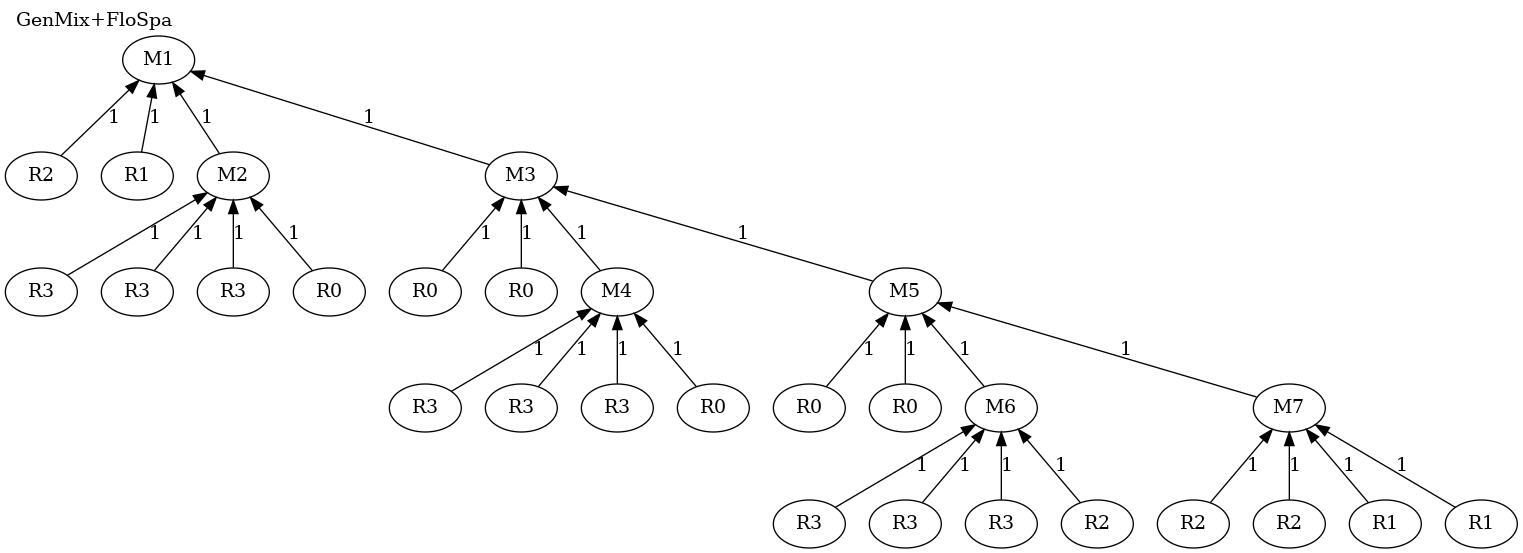 GenMix+FloSpa
M1
1 1 1 1
R2 R1 M2 M3
1 1 1 1 1 1 1 1
R3 R3 R3 R0 R0 R0 M4 M5
1 1 1 1 1 1 1 1
R3 R3 R3 R0 R0 R0 M6 M7
1 1 1 1 1 1 1 1
R3 R3 R3 R2 R2 R2 R1 R1